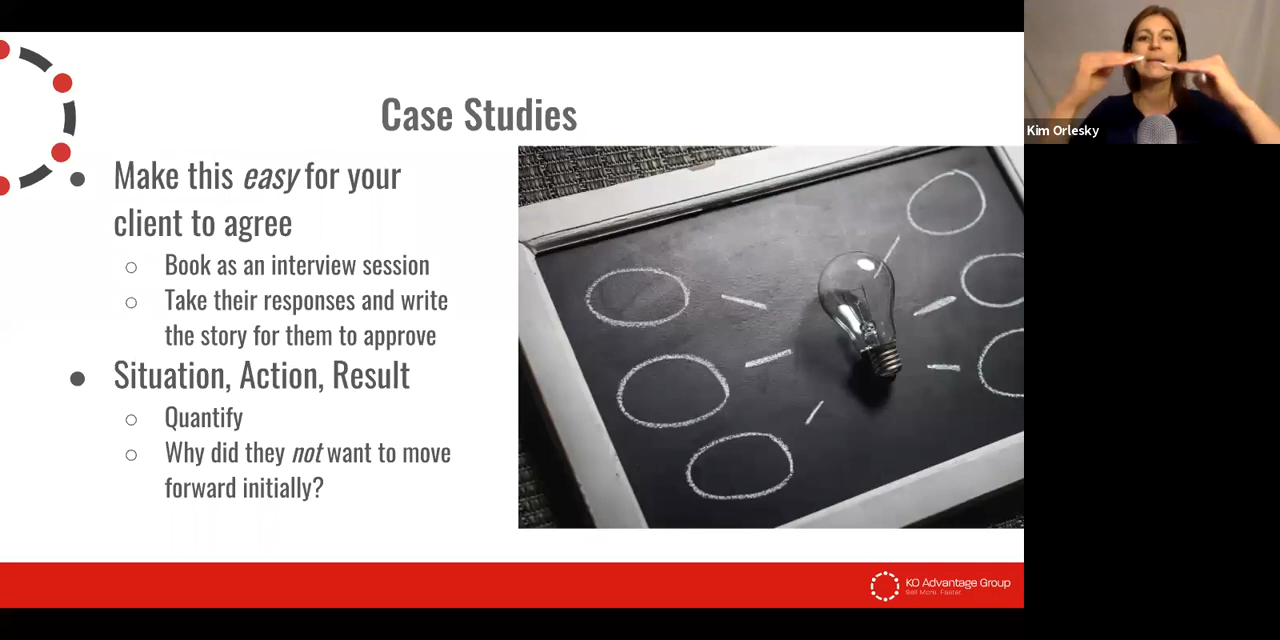 Case Studies
Make this easy for your
client to agree
Book as an interview session
Take their responses and write
the story for them to approve
Situation, Action, Result
Quantify
Why did they not want to move
forward initially?
Kim Orlesky
KO Advantage Group
Sell More. Faster.